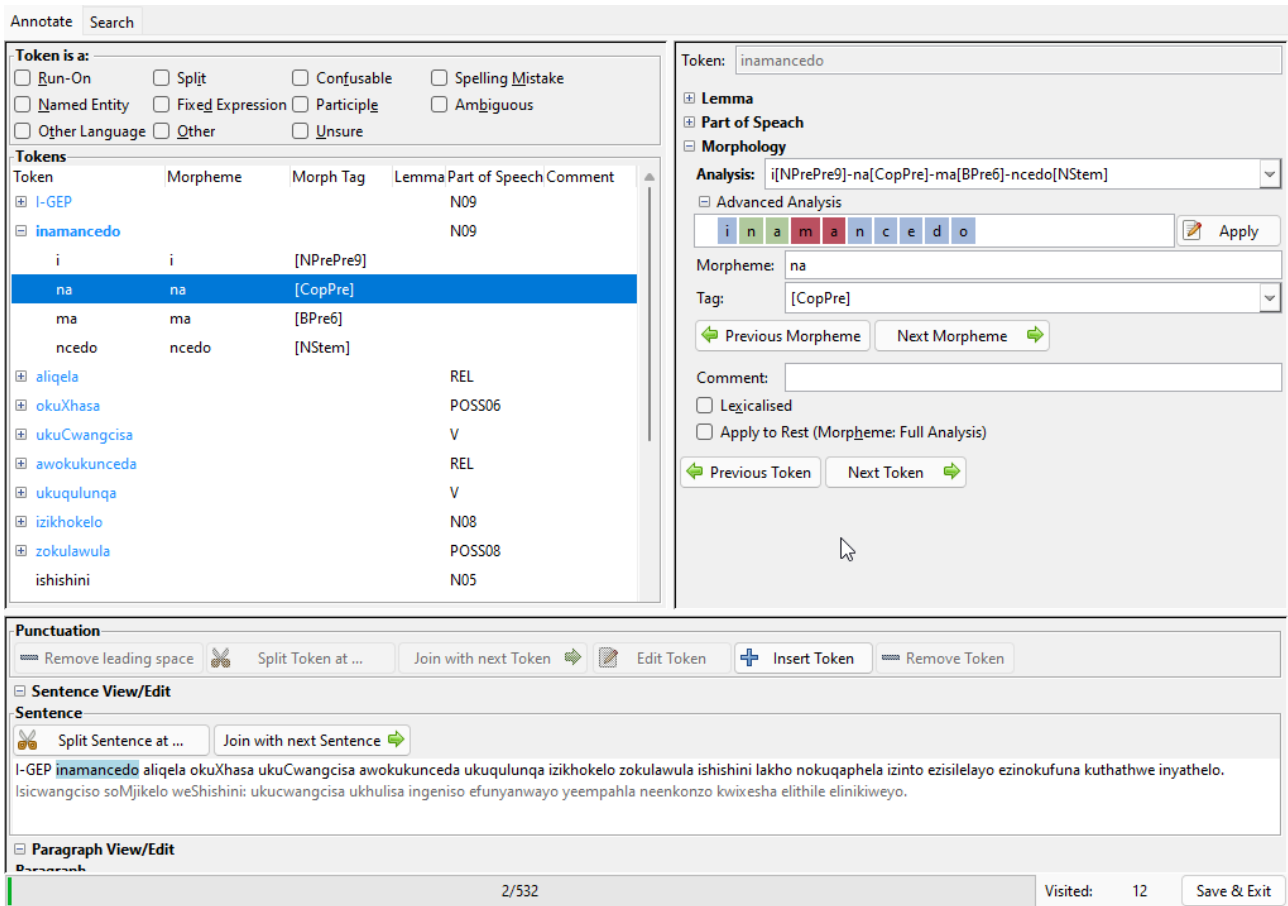 Annotate Search
Token is a:
Run-On Split Confusable Spelling Mistake
Named Entity Fixed Expression Participle Ambiguous
Other Language Other Unsure
Tokens
Token Morpheme Morph Tag Lemma Part of Speech Comment
I-GEP N09
inamancedo N09
i i [NPrePre9]
na na [CopPre]
ma ma [BPre6]
ncedo ncedo [NStem]
aliqela REL
okuXhasa POSS06
ukuCwangcisa V
awokukunceda REL
ukuqulunqa V
izikhokelo N08
zokulawula POSS08
ishishini N05
Token: inamancedo
Lemma
Part of Speach
Morphology
Analysis: i[NPrePre9]-na[CopPre]-ma[BPre6]-ncedo[NStem]
Advanced Analysis
i n a m a n c e d o Apply
Morpheme: na
Tag: [CopPre]
Previous Morpheme Next Morpheme
Comment:
Lexicalised
Apply to Rest (Morpheme: Full Analysis)
Previous Token Next Token
Punctuation
Remove leading space Split Token at ... Join with next Token Edit Token Insert Token Remove Token
Sentence View/Edit
Sentence
Split Sentence at ... Join with next Sentence
I-GEP inamancedo aliqela okuXhasa ukuCwangcisa awokukunceda ukuqulunqa izikhokelo zokulawula ishishini lakho nokuqaphela izinto ezisilelayo ezinokufuna kuthathwe inyathelo.
Isicwangciso soMjikelo weShishini: ukucwangcisa ukhulisa ingeniso efunyanwayo yeempahla neenkonzo kwixesha elithile elinikiweyo.
Paragraph View/Edit
Paragraph
2/532 Visited: 12 Save & Exit